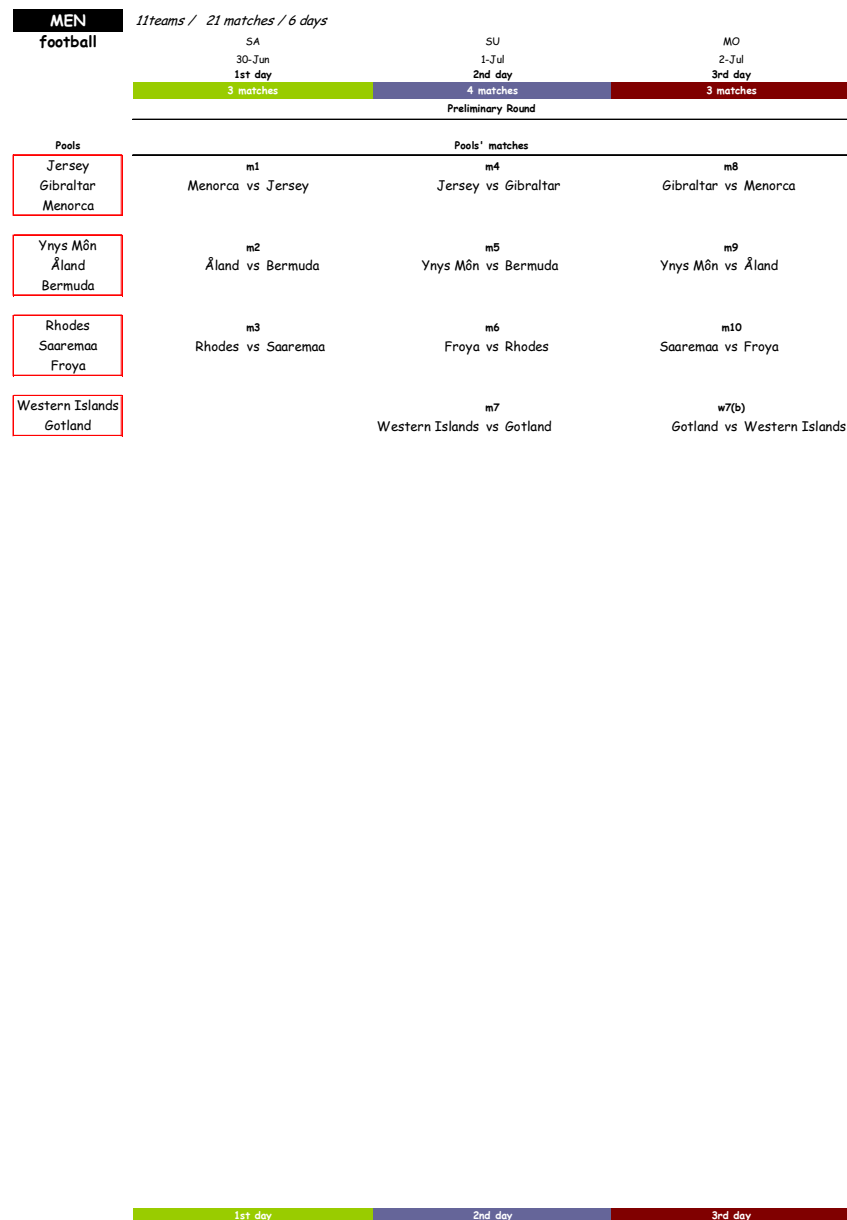 MEN 11teams / 21 matches / 6 days
football SA SU MO
30-Jun 1-Jul 2-Jul
1st day 2nd day 3rd day
3 matches 4 matches 3 matches
Preliminary Round
Pools Pools' matches
Jersey m1 m4 m8
Gibraltar Menorca vs Jersey Jersey vs Gibraltar Gibraltar vs Menorca
Menorca
Ynys Môn m2 m5 m9
Åland Åland vs Bermuda Ynys Môn vs Bermuda Ynys Môn vs Åland
Bermuda
Rhodes m3 m6 m10
Saaremaa Rhodes vs Saaremaa Froya vs Rhodes Saaremaa vs Froya
Froya
Western Islands m7 w7(b)
Gotland Western Islands vs Gotland Gotland vs Western Islands
1st day 2nd day 3rd day